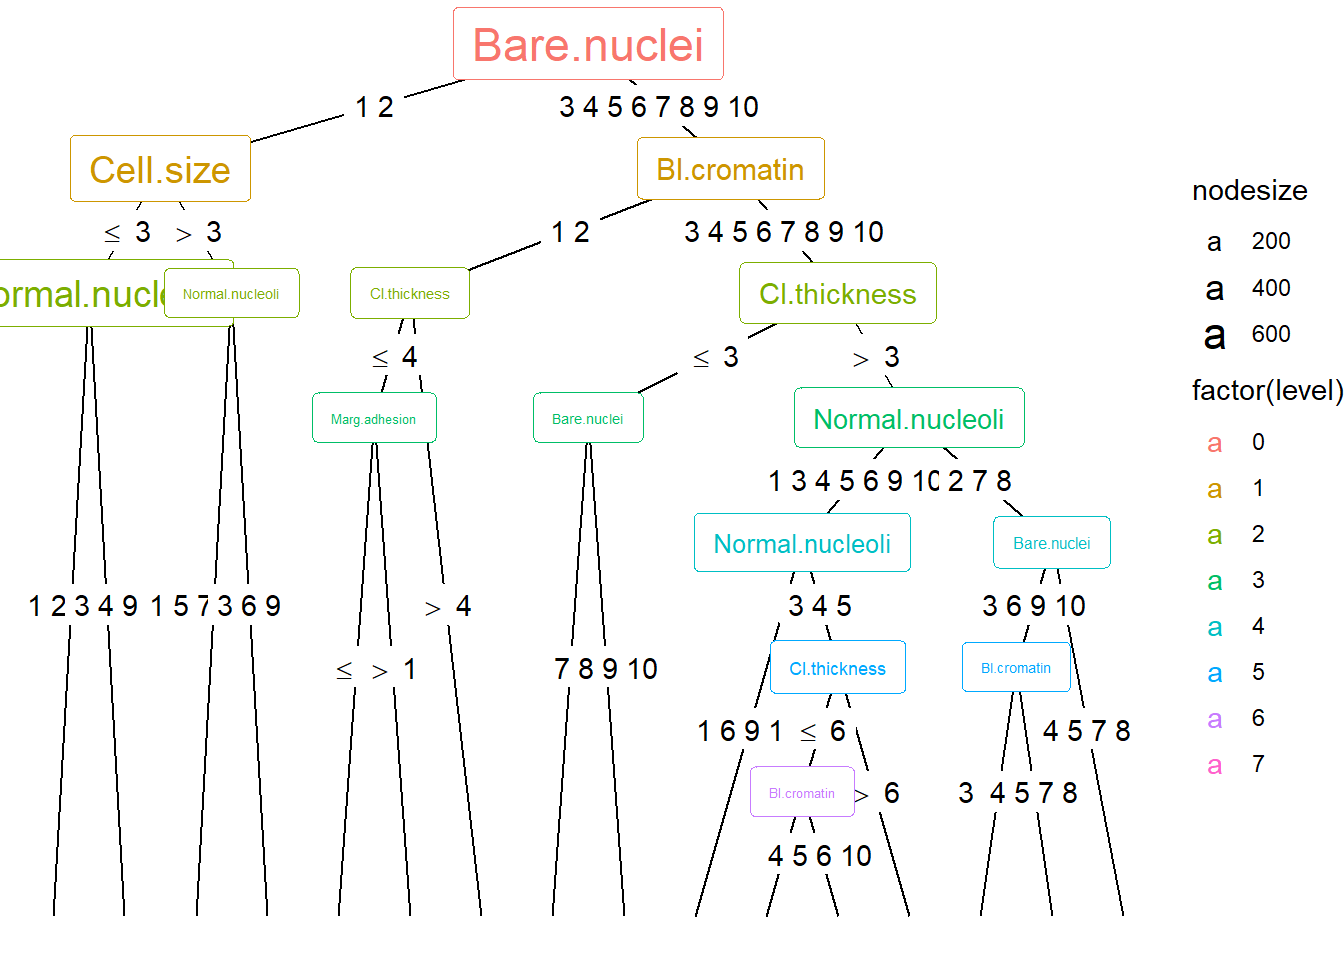 Bare.nuclei
1 2
3 4 5 6 7 8 9 10
Cell.size
Bl.cromatin
nodesize
≤ 3
> 3
1 2
3 4 5 6 7 8 9 10
a 200
a 400
a 600
ormal.nucle
Normal.nucleoli
Cl.thickness
Cl.thickness
≤ 4
≤ 3
> 3
factor(level)
Marg.adhesion
Bare.nuclei
Normal.nucleoli
a 0
a 1
a 2
a 3
a 4
a 5
a 6
a 7
1 3 4 5 6 9 10
2 7 8
Normal.nucleoli
Bare.nuclei
1 2 3 4 9
1 5 7
3 6 9
> 4
3 4 5
3 6 9 10
≤
> 1
7 8 9 10
Cl.thickness
Bl.cromatin
1 6 9 1
≤ 6
4 5 7 8
Bl.cromatin
> 6
3
4 5 7 8
4 5 6 10